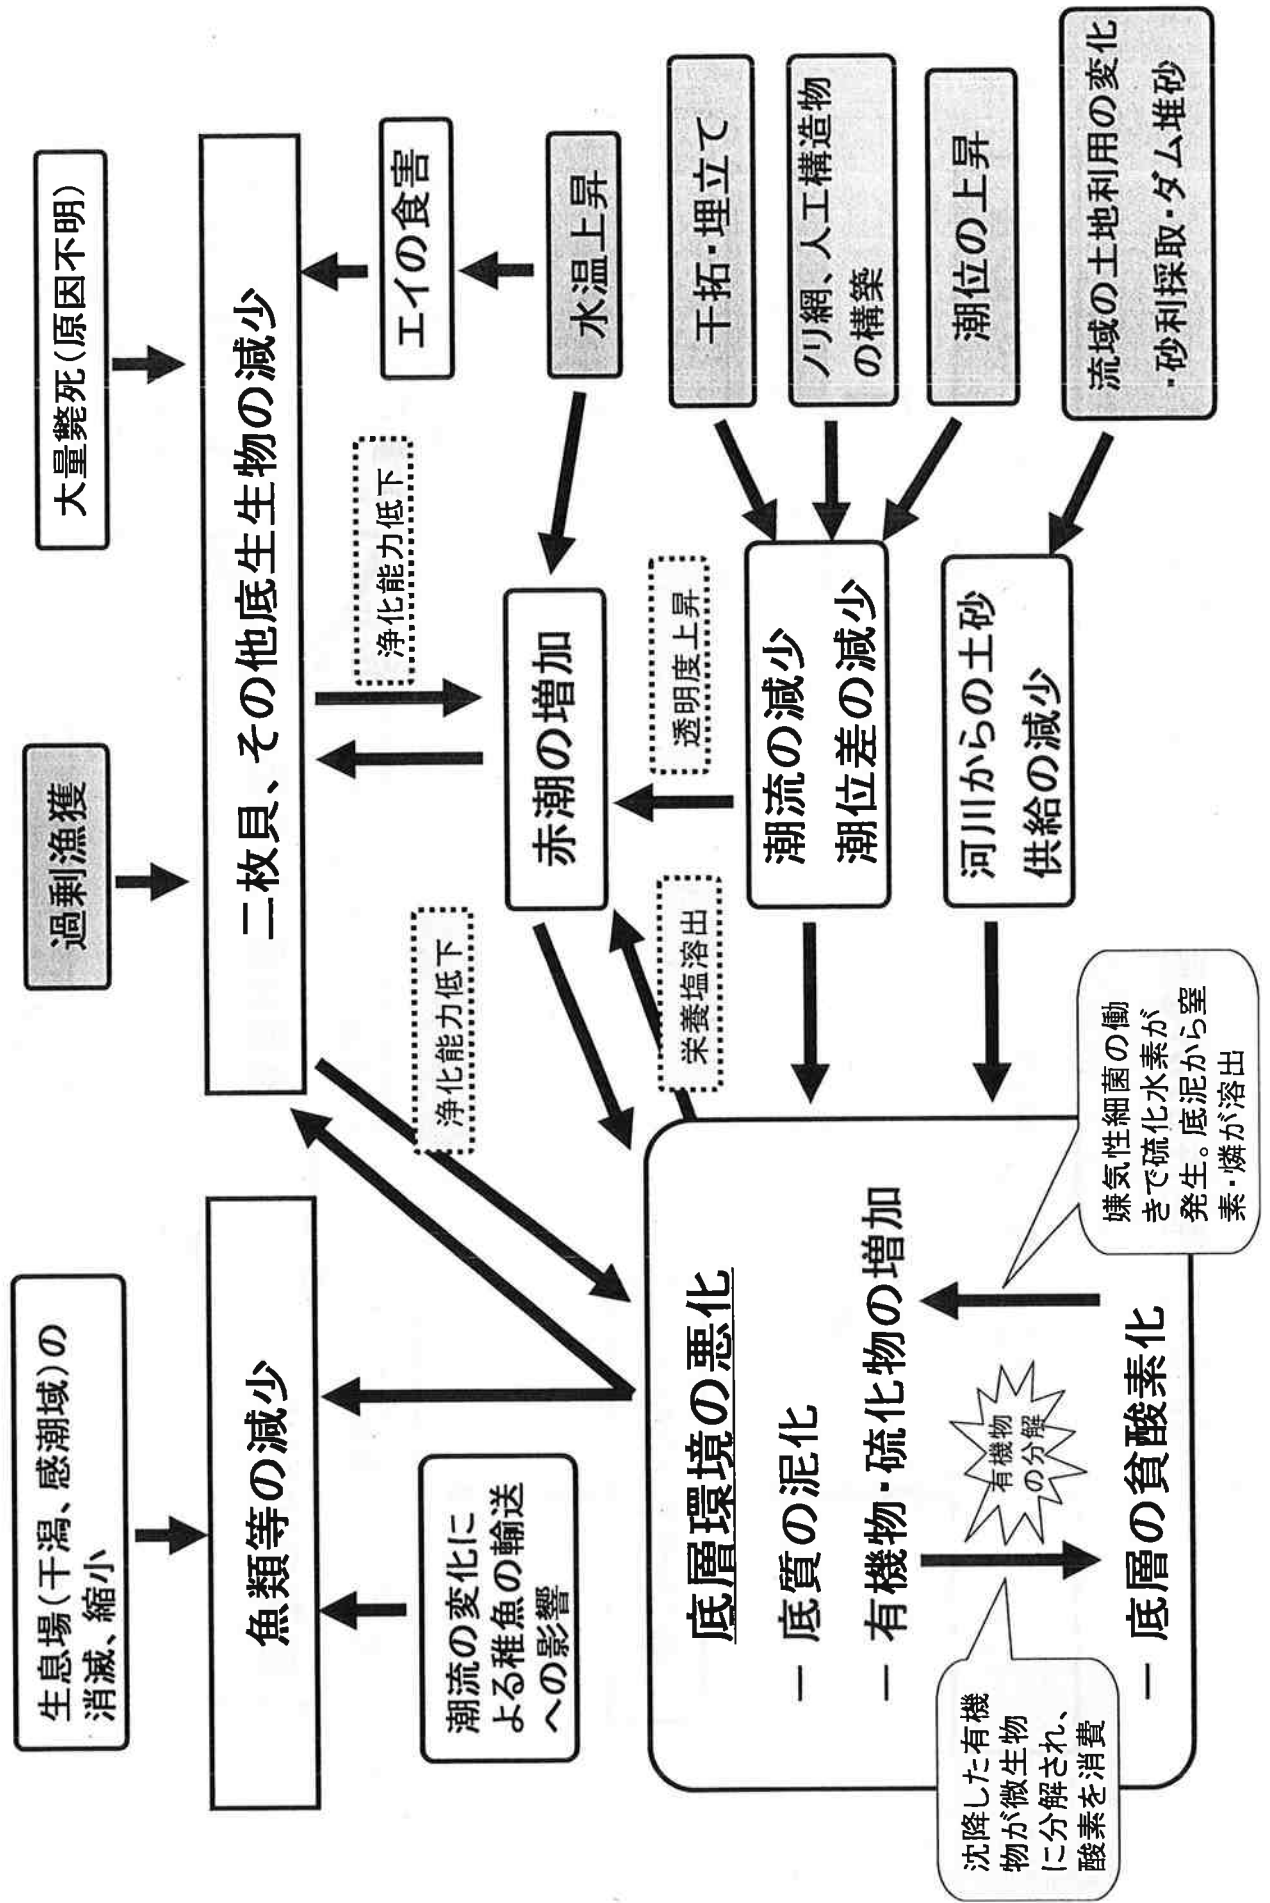 生息場(干潟、感潮域)の
消滅、縮小
過剰漁獲
大量斃死(原因不明)
魚類等の減少
二枚貝、その他底生生物の減少
潮流の変化に
よる稚魚の輸送
への影響
浄化能力低下
浄化能力低下
エイの食害
赤潮の増加
水温上昇
底層環境の悪化
– 底質の泥化
– 有機物・硫化物の増加
有機物
の分解
– 底層の貧酸素化
栄養塩溶出
透明度上昇
潮流の減少
潮位差の減少
干拓・埋立て
ノリ網、人工構造物
の構築
潮位の上昇
河川からの土砂
供給の減少
流域の土地利用の変化
・砂利採取・ダム堆砂
沈降した有機
物が微生物
に分解され、
酸素を消費
嫌気性細菌の働
きで硫化水素が
発生。底泥から窒
素・燐が溶出